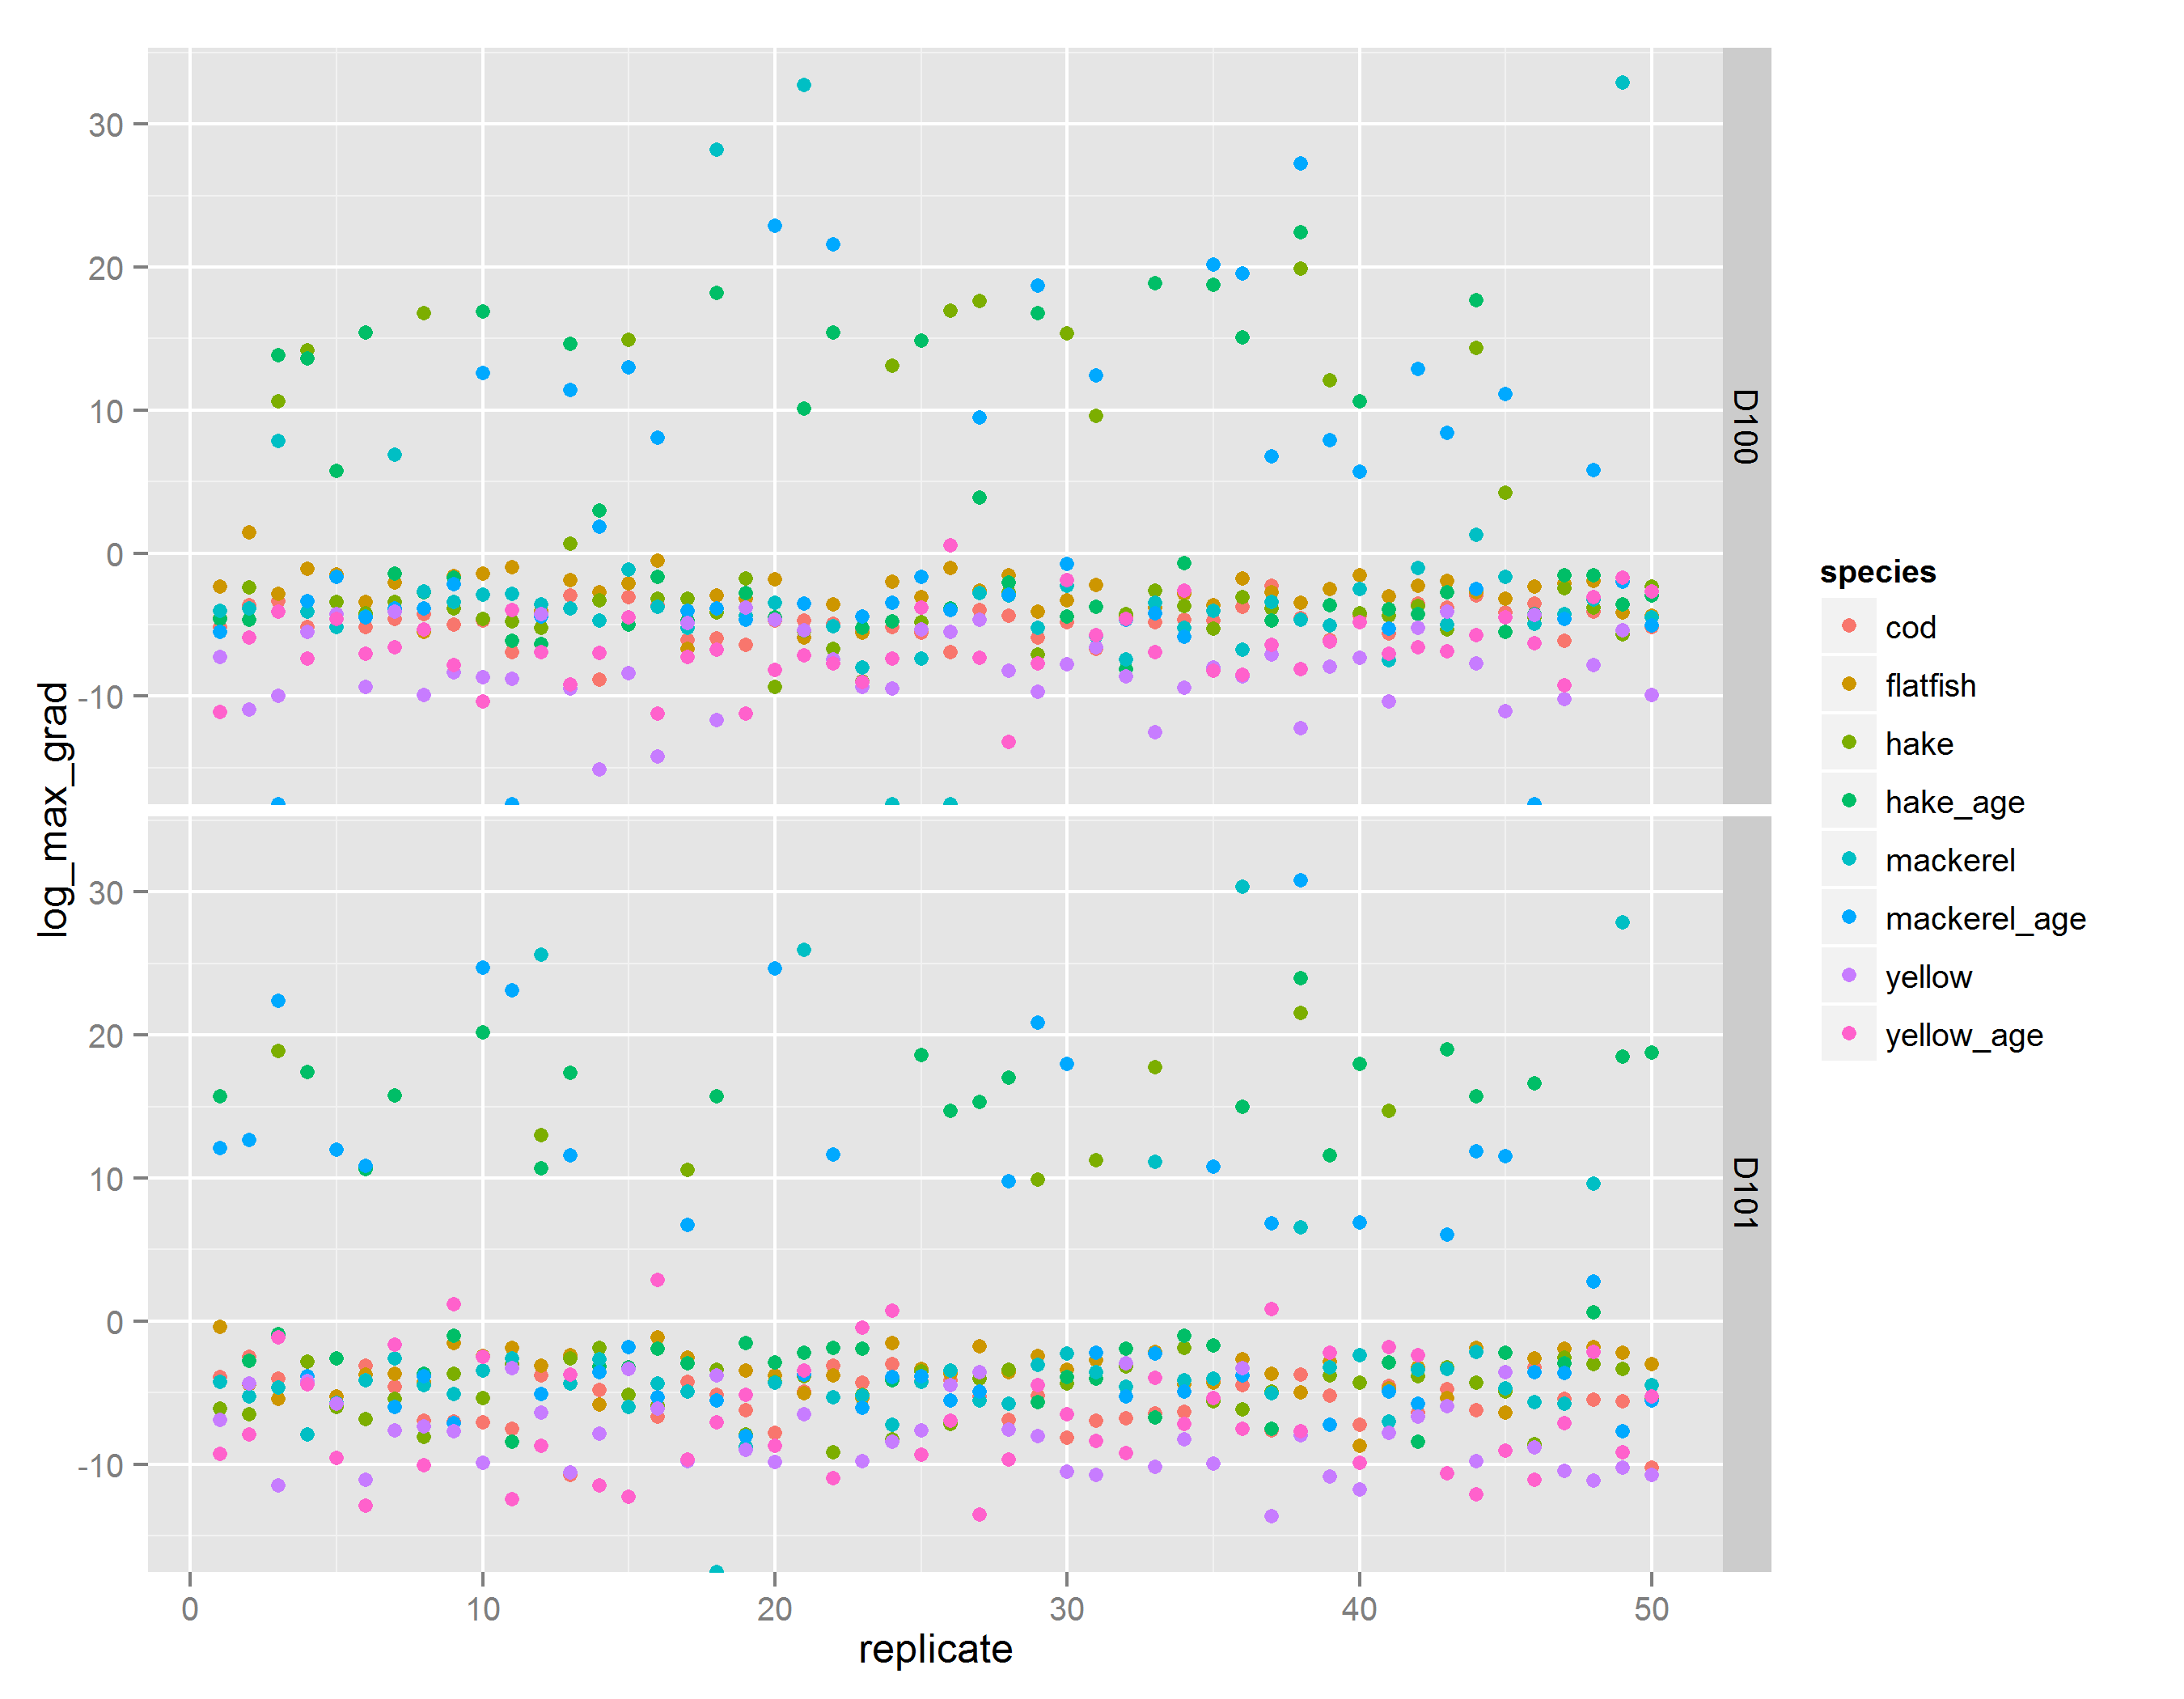 30
20
10
0
-10
D100
30
20
10
0
-10
D101
log_max_grad
0 10 20 30 40 50
replicate
species
cod
flatfish
hake
hake_age
mackerel
mackerel_age
yellow
yellow_age